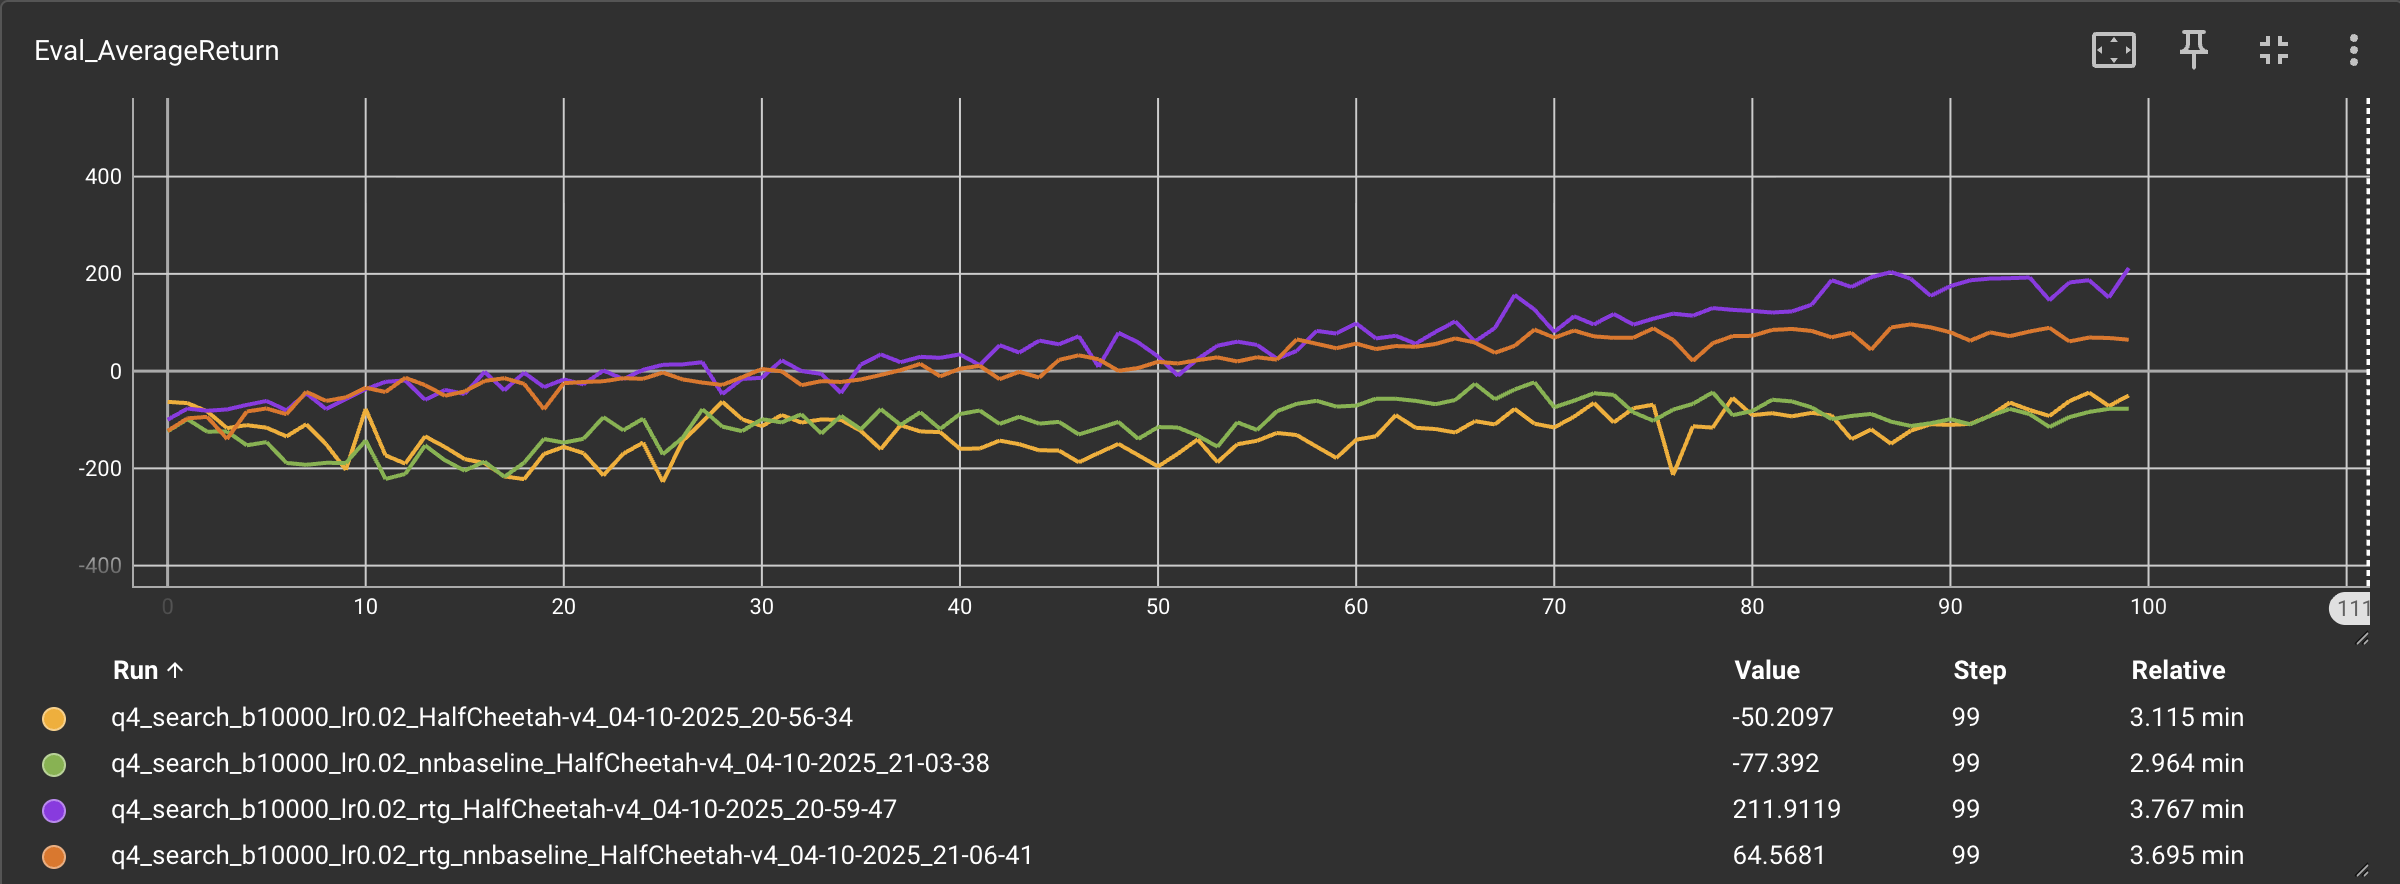 Eval_AverageReturn
400
200
0
-200
-400
0 10 20 30 40 50 60 70 80 90 100 111
Run ↑ Value Step Relative
q4_search_b10000_lr0.02_HalfCheetah-v4_04-10-2025_20-56-34 -50.2097 99 3.115 min
q4_search_b10000_lr0.02_nnbaseline_HalfCheetah-v4_04-10-2025_21-03-38 -77.392 99 2.964 min
q4_search_b10000_lr0.02_rtg_HalfCheetah-v4_04-10-2025_20-59-47 211.9119 99 3.767 min
q4_search_b10000_lr0.02_rtg_nnbaseline_HalfCheetah-v4_04-10-2025_21-06-41 64.5681 99 3.695 min